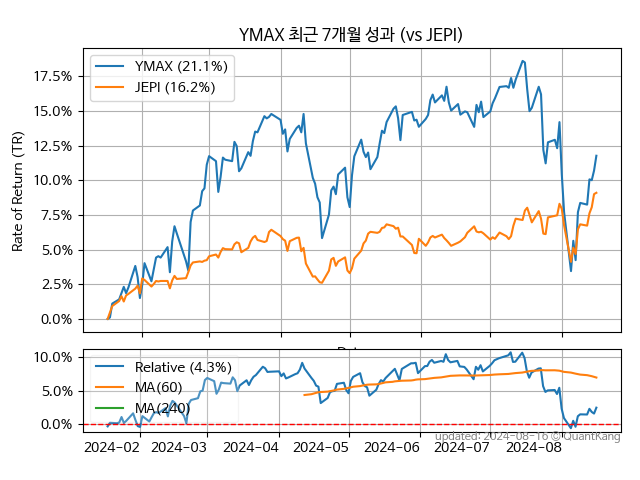 YMAX 최근 7개월 성과 (vs JEPI)
Rate of Return (TR)
17.5%
15.0%
12.5%
10.0%
7.5%
5.0%
2.5%
0.0%
YMAX (21.1%)
JEPI (16.2%)
10.0%
5.0%
0.0%
Relative (4.3%)
MA(60)
MA(240)
2024-02 2024-03 2024-04 2024-05 2024-06 2024-07 2024-08
updated: 2024-08-16 © QuantKang